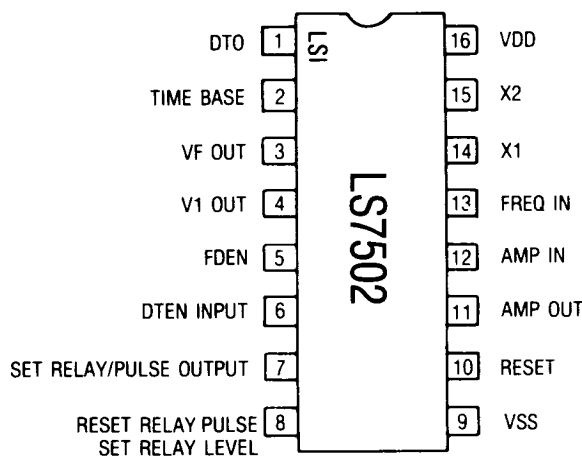 DTO 1 LSI 16 VDD
TIME BASE 2 15 X2
VF OUT 3 14 X1
V1 OUT 4 13 FREQ IN
FDEN 5 12 AMP IN
DTEN INPUT 6 11 AMP OUT
SET RELAY/PULSE OUTPUT 7 10 RESET
RESET RELAY PULSE 8 9 VSS
SET RELAY LEVEL
LS7502